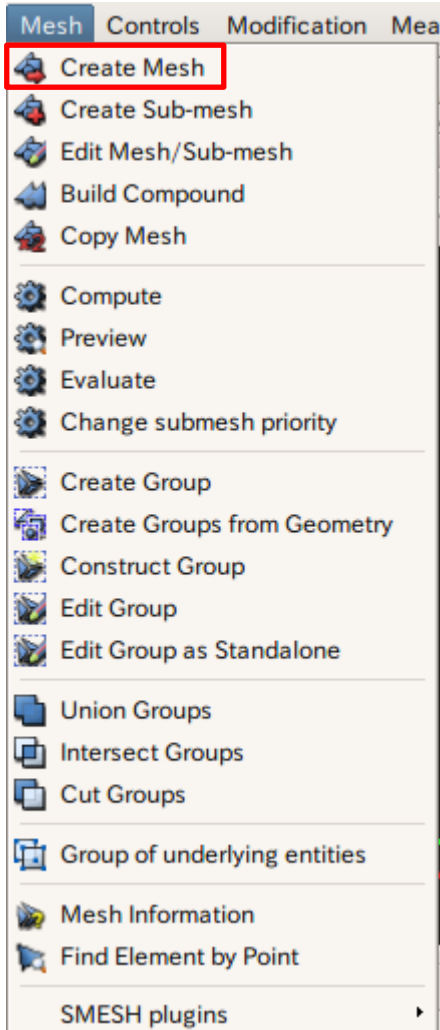 Mesh Controls Modification Mea
Create Mesh
Create Sub-mesh
Edit Mesh/Sub-mesh
Build Compound
Copy Mesh
Compute
Preview
Evaluate
Change submesh priority
Create Group
Create Groups from Geometry
Construct Group
Edit Group
Edit Group as Standalone
Union Groups
Intersect Groups
Cut Groups
Group of underlying entities
Mesh Information
Find Element by Point
SMESH plugins